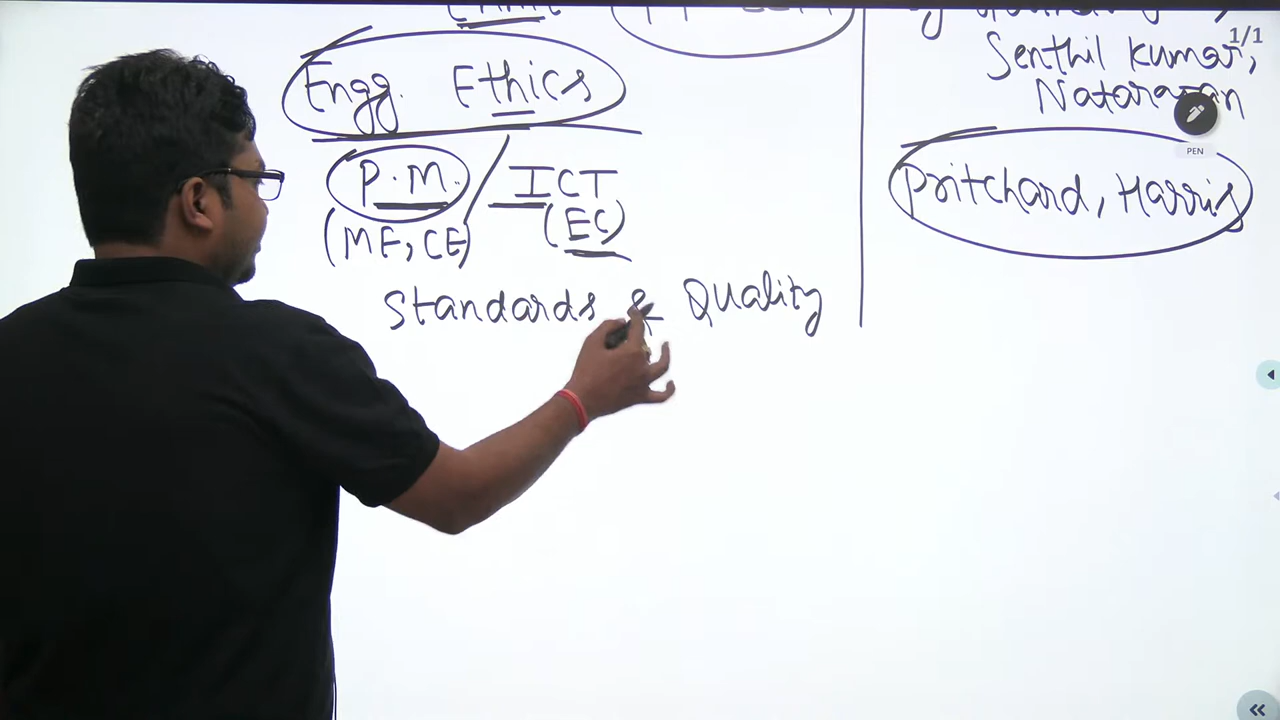 Engg. Ethics
P.M. / ICT
(ME, CE) (EC)
Standards & Quality
Senthil Kumar,
Natarajan
Pritchard, Harris
1/1
PEN